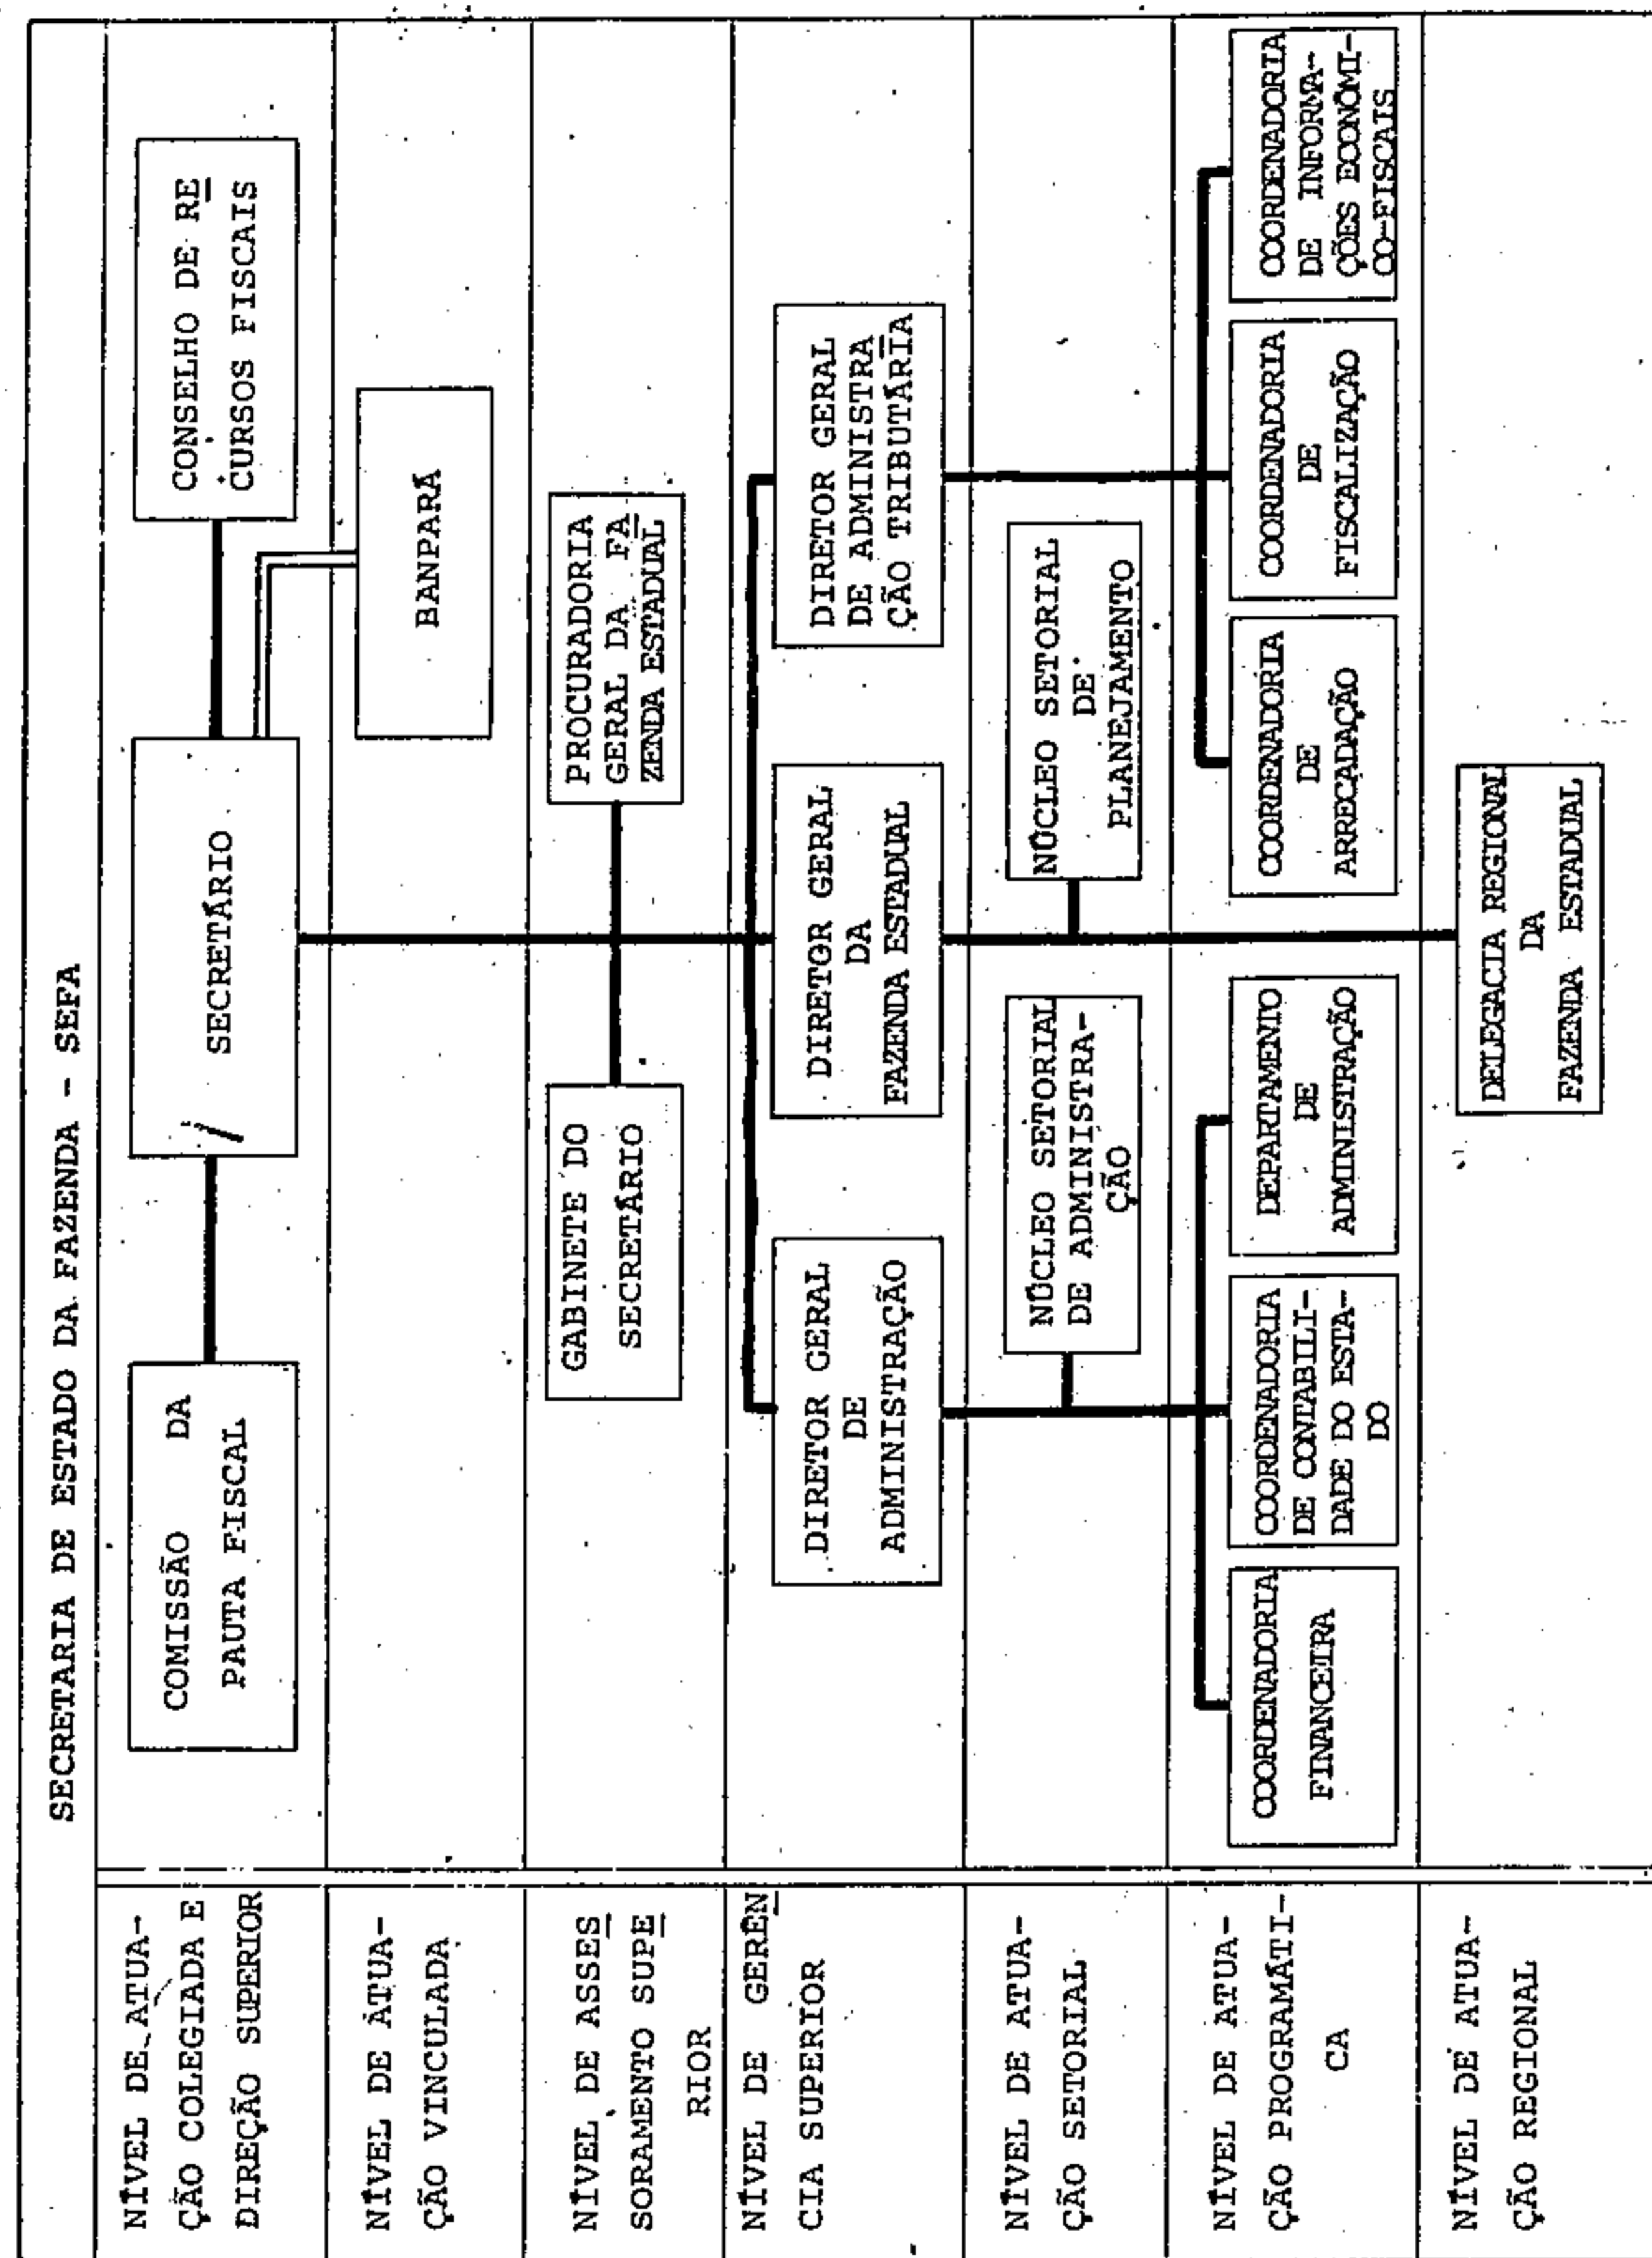 SECRETARIA DE ESTADO DA FAZENDA - SEFA
NÍVEL DE ATUA-
ÇÃO COLEGIADA E
DIREÇÃO SUPERIOR
COMISSÃO DA
PAUTA FISCAL
SECRETÁRIO
CONSELHO DE RE
CURSOS FISCAIS
NÍVEL DE ATUA-
ÇÃO VINCULADA
BANPARÁ
NÍVEL DE ASSES
SORAMENTO SUPE
RIOR
GABINETE DO
SECRETÁRIO
PROCURADORIA
GERAL DA FA
ZENDA ESTADUAL
NÍVEL DE GERÊN
CIA SUPERIOR
DIRETOR GERAL
DE
ADMINISTRAÇÃO
DIRETOR GERAL
DA
FAZENDA ESTADUAL
DIRETOR GERAL
DE ADMINISTRA
ÇÃO TRIBUTÁRIA
NÍVEL DE ATUA-
ÇÃO SETORIAL
NÚCLEO SETORIAL
DE ADMINISTRA-
ÇÃO
NÚCLEO SETORIAL
DE
PLANEJAMENTO
NÍVEL DE ATUA-
ÇÃO PROGRAMÁTI-
CA
COORDENADORIA
FINANCEIRA
COORDENADORIA
DE CONTABILI-
DADE DO ESTA-
DO
DEPARTAMENTO
DE
ADMINISTRAÇÃO
COORDENADORIA
DE
ARRECADAÇÃO
COORDENADORIA
DE
FISCALIZAÇÃO
COORDENADORIA
DE INFORMA-
ÇÕES ECONÔMI-
CO-FISCAIS
NÍVEL DE ATUA-
ÇÃO REGIONAL
DELEGACIA REGIONAL
DA
FAZENDA ESTADUAL